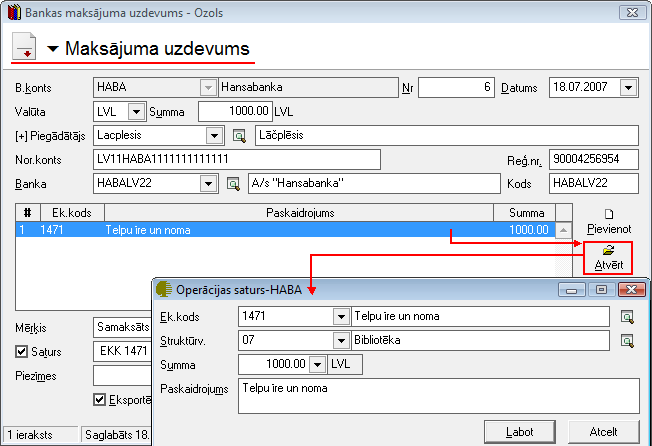 Bankas maksājuma uzdevums - Ozols
Maksājuma uzdevums
B.konts HABA Hansabanka Nr 6 Datums 18.07.2007
Valūta LVL Summa 1000.00 LVL
[+] Piegādātājs Lacplesis Lāčplēsis
Nor.konts LV11HABA1111111111111 Reģ.nr. 90004256954
Banka HABALV22 A/s "Hansabanka" Kods HABALV22
# Ek.kods Paskaidrojums Summa
1 1471 Telpu īre un noma 1000.00
Pievienot
Atvērt
Operācijas saturs-HABA
Ek.kods 1471 Telpu īre un noma
Struktūrv. 07 Bibliotēka
Summa 1000.00 LVL
Paskaidrojums Telpu īre un noma
Labot Atcelt
Mērķis Samaksāts
Saturs EKK 1471
Piezīmes
Eksportē
1 ieraksts Saglabāts 18.